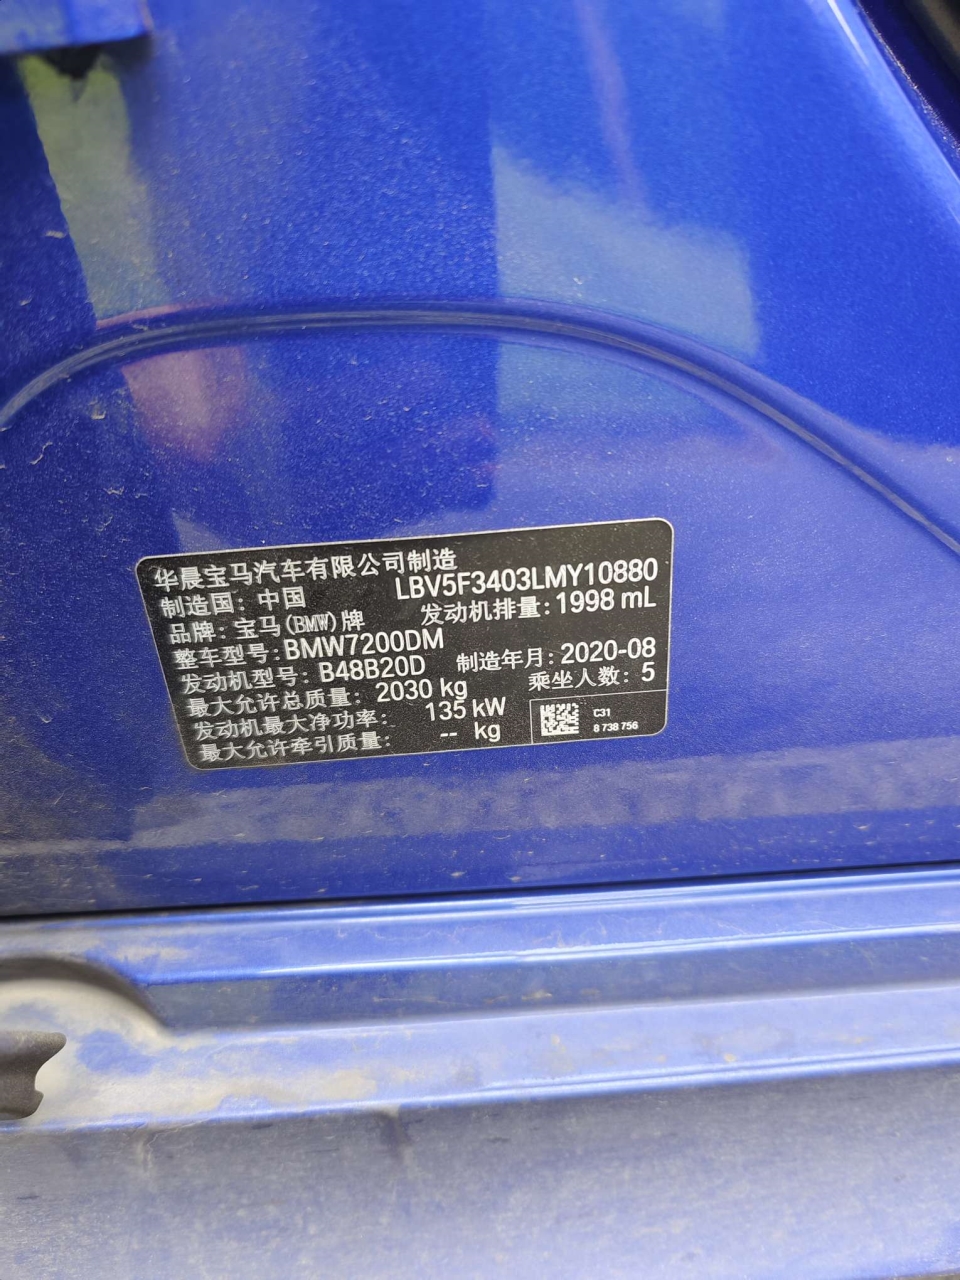 华晨宝马汽车有限公司制造
制造国：中国 LBV5F3403LMY10880
品牌：宝马(BMW)牌 发动机排量：1998 mL
整车型号：BMW7200DM
发动机型号：B48B20D 制造年月：2020-08
最大允许总质量：2030 kg 乘坐人数：5
发动机最大净功率：135 kW
最大允许牵引质量：-- kg
C31
8 738 756